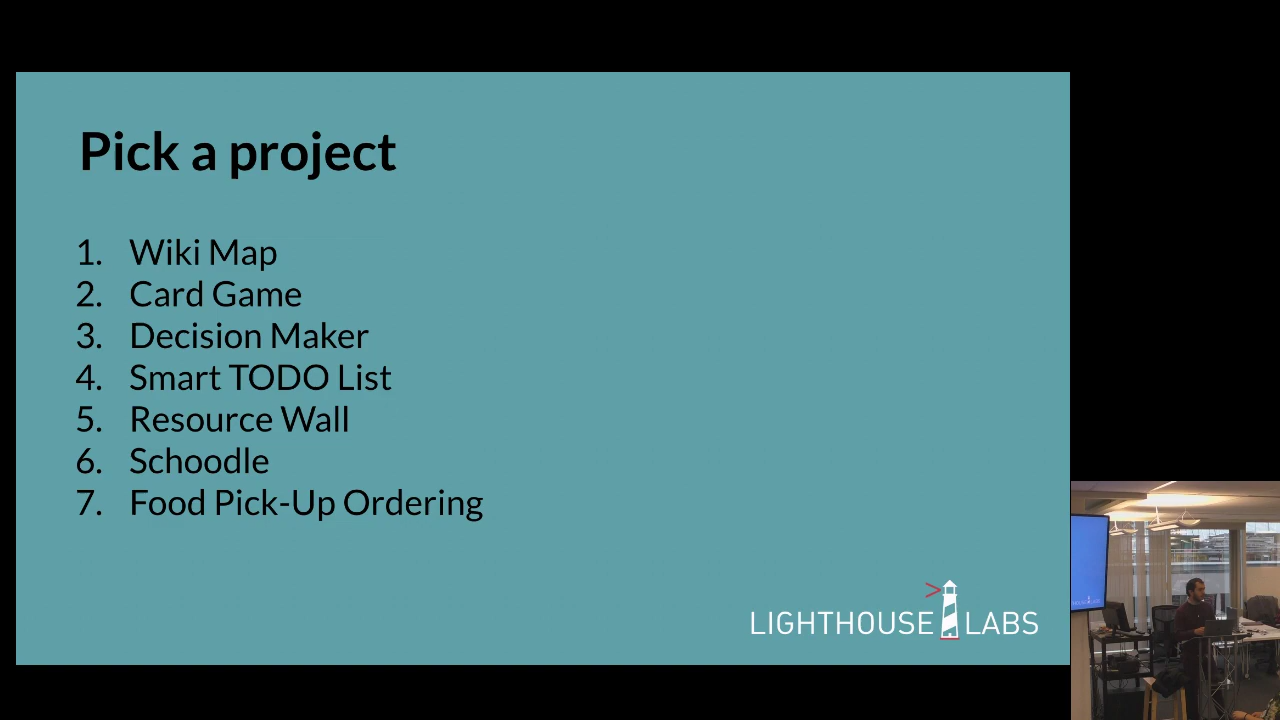 Pick a project
1. Wiki Map
2. Card Game
3. Decision Maker
4. Smart TODO List
5. Resource Wall
6. Schoodle
7. Food Pick-Up Ordering
LIGHTHOUSE LABS